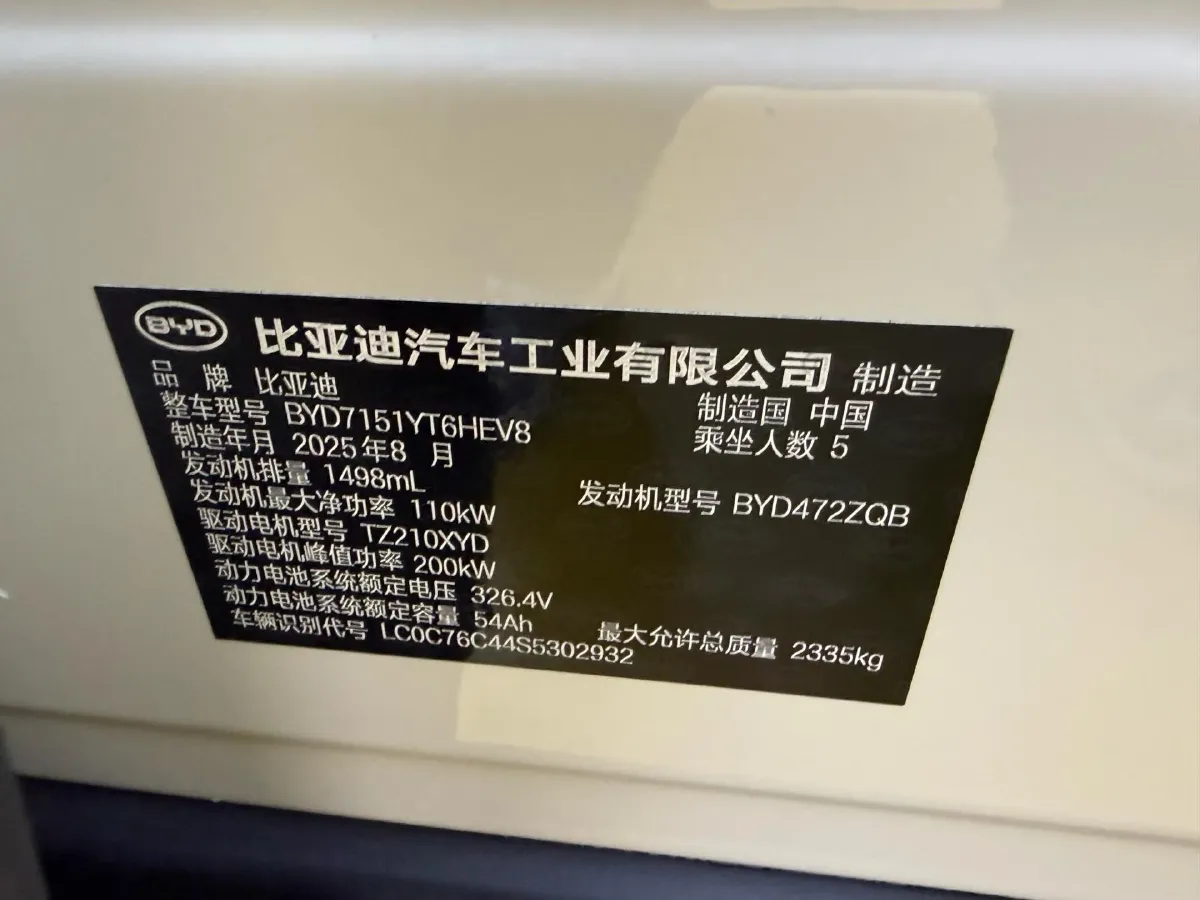 BYD 比亚迪汽车工业有限公司 制造
品 牌 比亚迪 制造国 中国
整车型号 BYD7151YT6HEV8 乘坐人数 5
制造年月 2025年8 月
发动机排量 1498mL 发动机型号 BYD472ZQB
发动机最大净功率 110kW
驱动电机型号 TZ210XYD
驱动电机峰值功率 200kW
动力电池系统额定电压 326.4V
动力电池系统额定容量 54Ah 最大允许总质量 2335kg
车辆识别代号 LC0C76C44S5302932